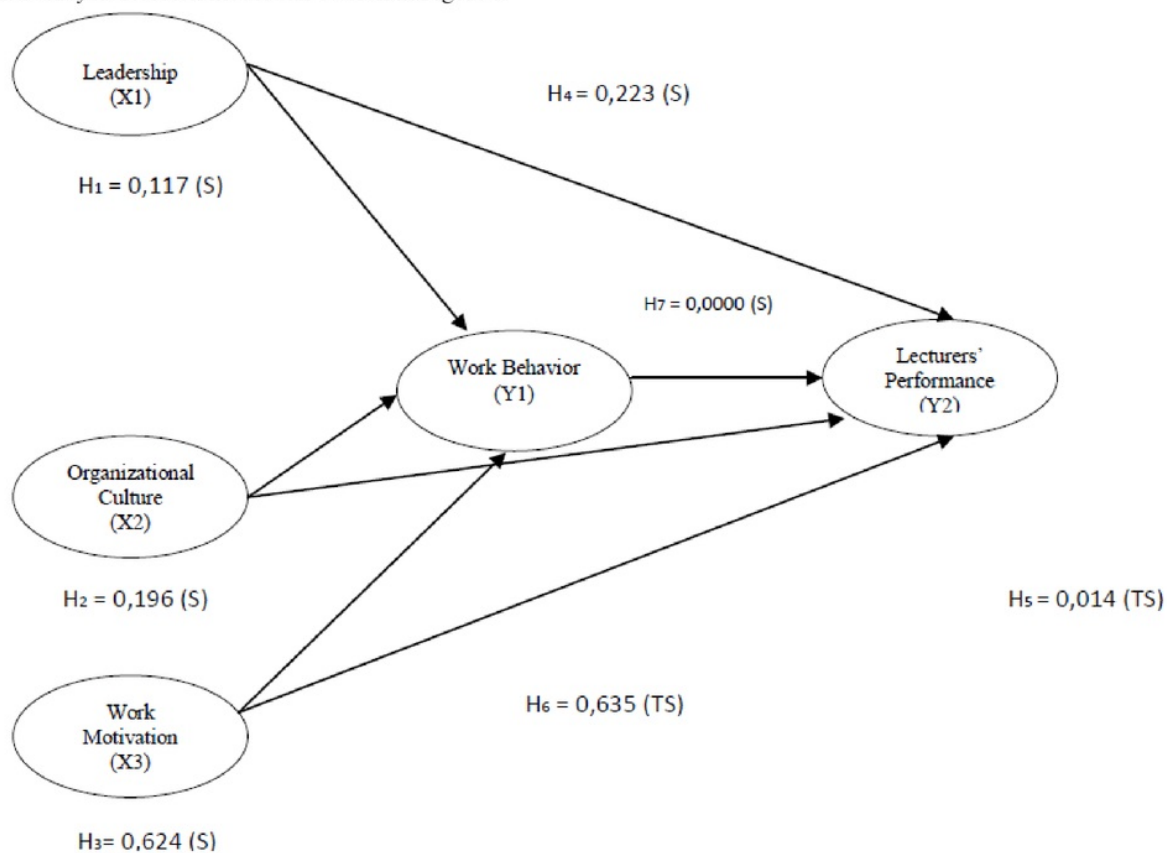 Leadership
(X1)
H₄ = 0,223 (S)
H₁ = 0,117 (S)
H₇ = 0,0000 (S)
Work Behavior
(Y1)
Lecturers’
Performance
(Y2)
Organizational
Culture
(X2)
H₂ = 0,196 (S)
H₅ = 0,014 (TS)
H₆ = 0,635 (TS)
Work
Motivation
(X3)
H₃= 0,624 (S)